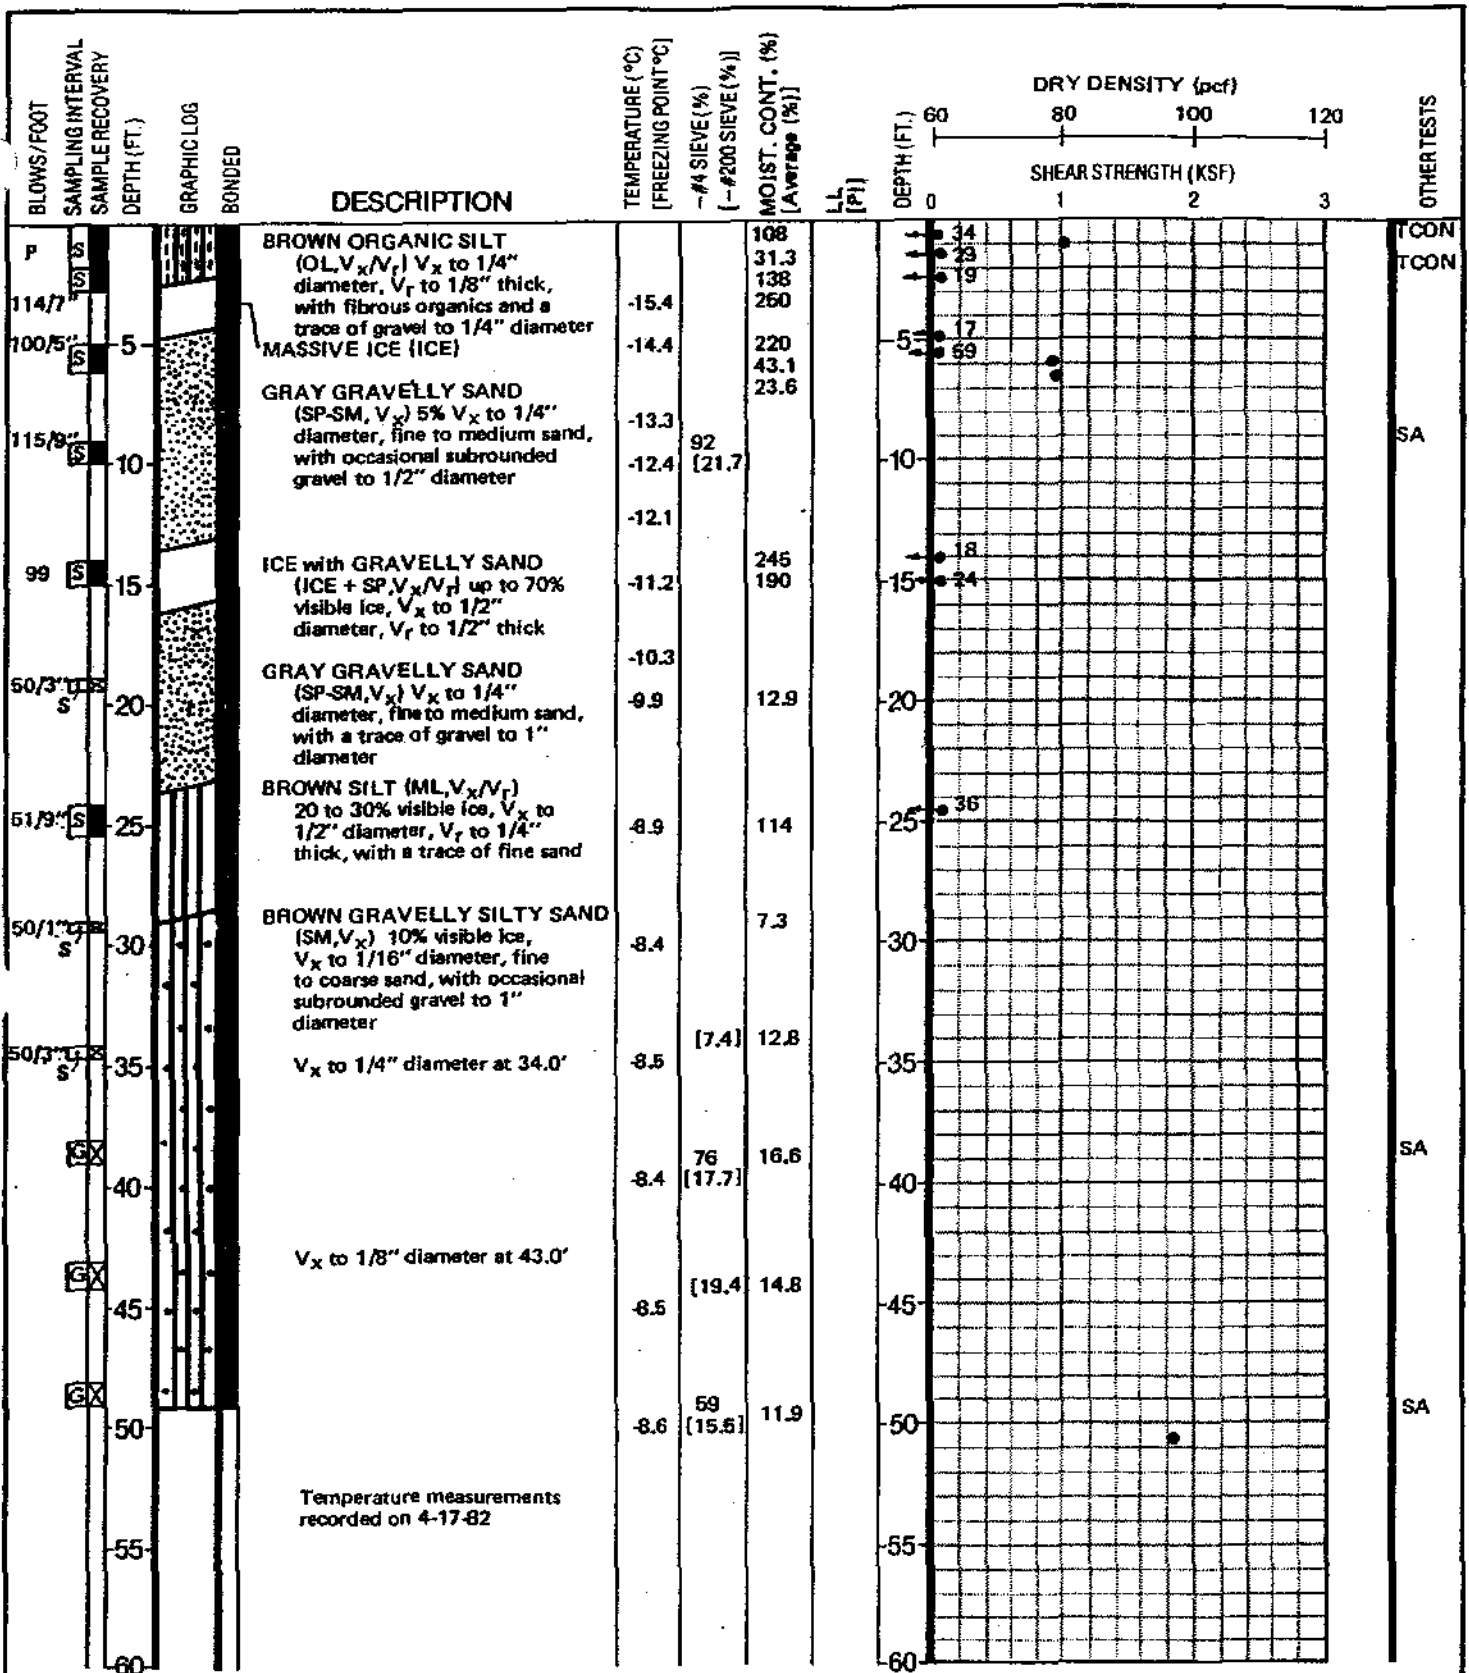 BLOWS/FOOT
SAMPLING INTERVAL
SAMPLE RECOVERY
DEPTH (FT.)
GRAPHIC LOG
BONDED
DESCRIPTION
TEMPERATURE (°C)
[FREEZING POINT°C]
-#4 SIEVE (%)
[-#200 SIEVE (%)]
MOIST. CONT. (%)
[Average (%)]
LL
[PI]
DEPTH (FT.)
DRY DENSITY (pcf)
60 80 100 120
SHEAR STRENGTH (KSF)
0 1 2 3
OTHER TESTS
P S
S
114/7"
100/5" S
115/9" S
99 S
50/3" U
S
51/9" S
50/1" U
S
50/3" U
S
G
G
G
5
10
15
20
25
30
35
40
45
50
55
60
BROWN ORGANIC SILT
(OL,Vx/Vr) Vx to 1/4"
diameter, Vr to 1/8" thick,
with fibrous organics and a
trace of gravel to 1/4" diameter
MASSIVE ICE (ICE)
GRAY GRAVELLY SAND
(SP-SM, Vx) 5% Vx to 1/4"
diameter, fine to medium sand,
with occasional subrounded
gravel to 1/2" diameter
ICE with GRAVELLY SAND
(ICE + SP,Vx/Vr) up to 70%
visible ice, Vx to 1/2"
diameter, Vr to 1/2" thick
GRAY GRAVELLY SAND
(SP-SM,Vx) Vx to 1/4"
diameter, fine to medium sand,
with a trace of gravel to 1"
diameter
BROWN SILT (ML,Vx/Vr)
20 to 30% visible ice, Vx to
1/2" diameter, Vr to 1/4"
thick, with a trace of fine sand
BROWN GRAVELLY SILTY SAND
(SM,Vx) 10% visible ice,
Vx to 1/16" diameter, fine
to coarse sand, with occasional
subrounded gravel to 1"
diameter
Vx to 1/4" diameter at 34.0'
Vx to 1/8" diameter at 43.0'
Temperature measurements
recorded on 4-17-82
-15.4
-14.4
-13.3
-12.4
-12.1
-11.2
-10.3
-9.9
-8.9
-8.4
-8.5
-8.4
-8.5
-8.6
92
[21.7]
[7.4]
76
[17.7]
[19.4]
59
[15.5]
108
31.3
138
260
220
43.1
23.6
245
190
12.9
114
7.3
12.8
16.6
14.8
11.9
5
10
15
20
25
30
35
40
45
50
55
60
34
23
19
17
59
18
24
36
TCON
TCON
SA
SA
SA